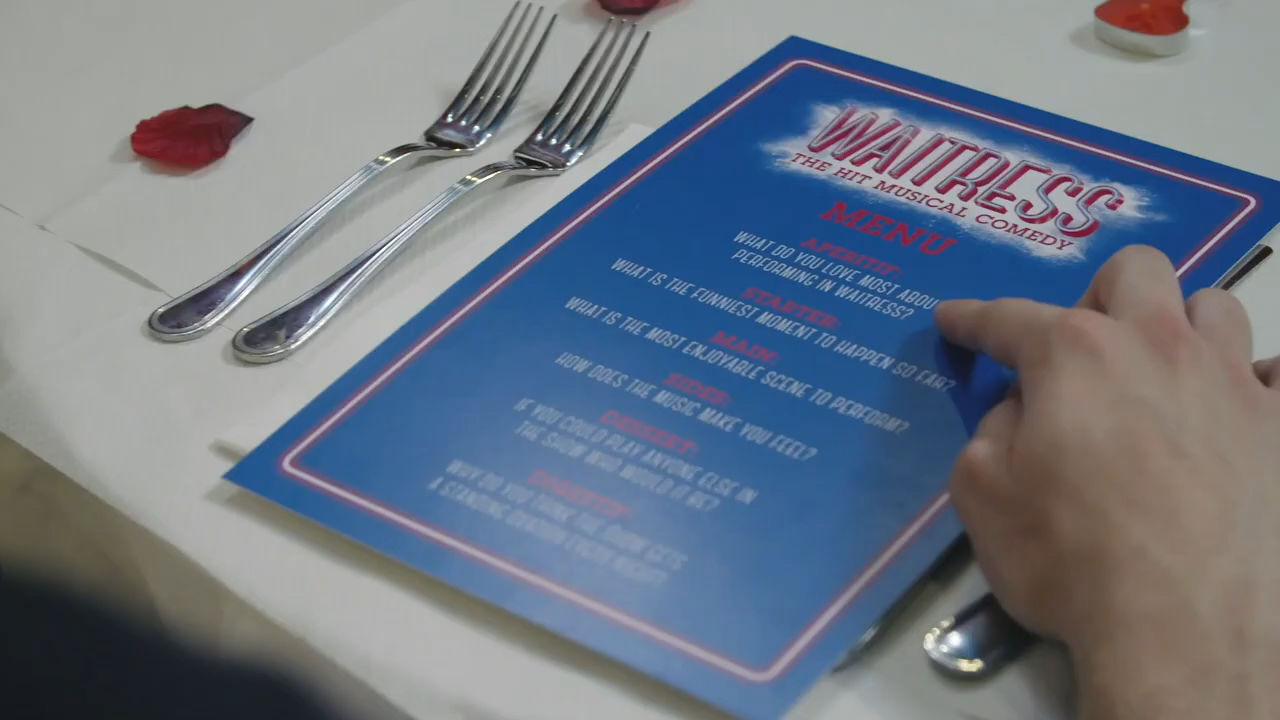 WAITRESS
THE HIT MUSICAL COMEDY
MENU
APERITIF:
WHAT DO YOU LOVE MOST ABOUT
PERFORMING IN WAITRESS?
STARTER:
WHAT IS THE FUNNIEST MOMENT TO HAPPEN SO FAR?
MAIN:
WHAT IS THE MOST ENJOYABLE SCENE TO PERFORM?
SIDES:
HOW DOES THE MUSIC MAKE YOU FEEL?
DESSERT:
IF YOU COULD PLAY ANYONE ELSE IN
THE SHOW WHO WOULD IT BE?
DIGESTIF:
WHY DO YOU THINK THE SHOW GETS
A STANDING OVATION EVERY NIGHT?